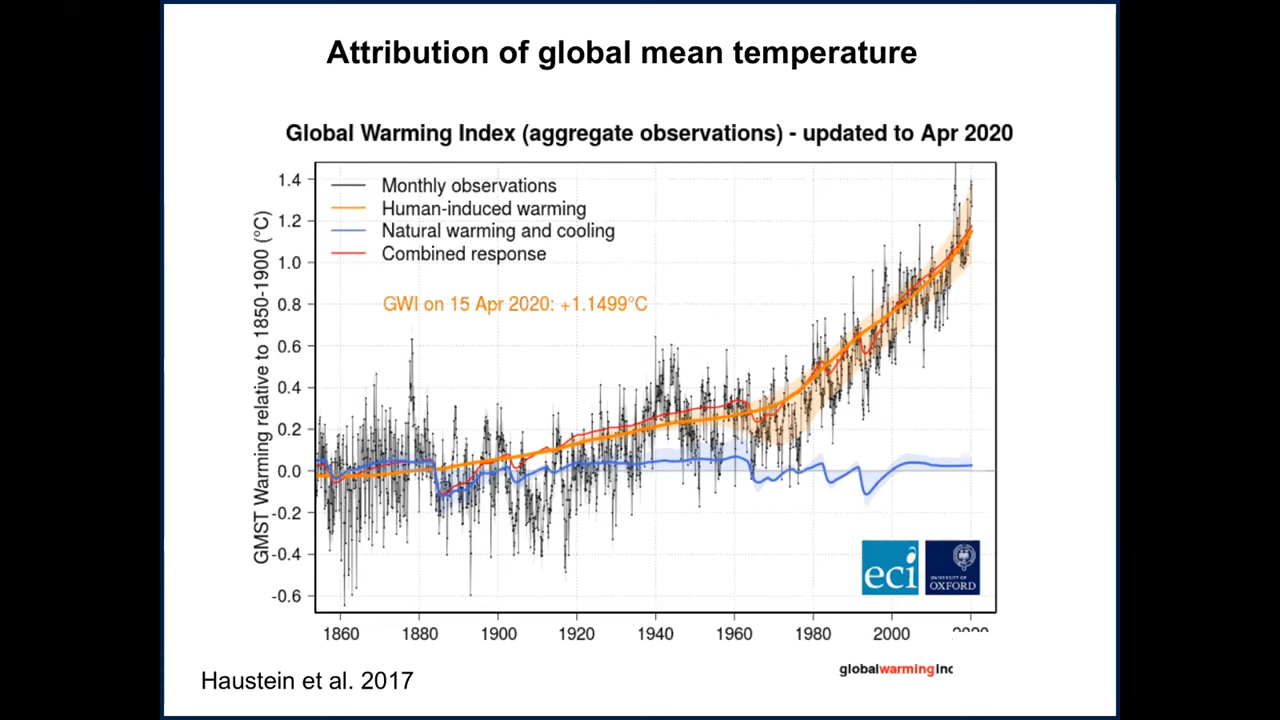 Attribution of global mean temperature
Global Warming Index (aggregate observations) - updated to Apr 2020
GMST Warming relative to 1850-1900 (°C)
1.4
1.2
1.0
0.8
0.6
0.4
0.2
0.0
-0.2
-0.4
-0.6
Monthly observations
Human-induced warming
Natural warming and cooling
Combined response
GWI on 15 Apr 2020: +1.1499°C
eci
UNIVERSITY OF
OXFORD
1860 1880 1900 1920 1940 1960 1980 2000 2020
globalwarmingInc
Haustein et al. 2017